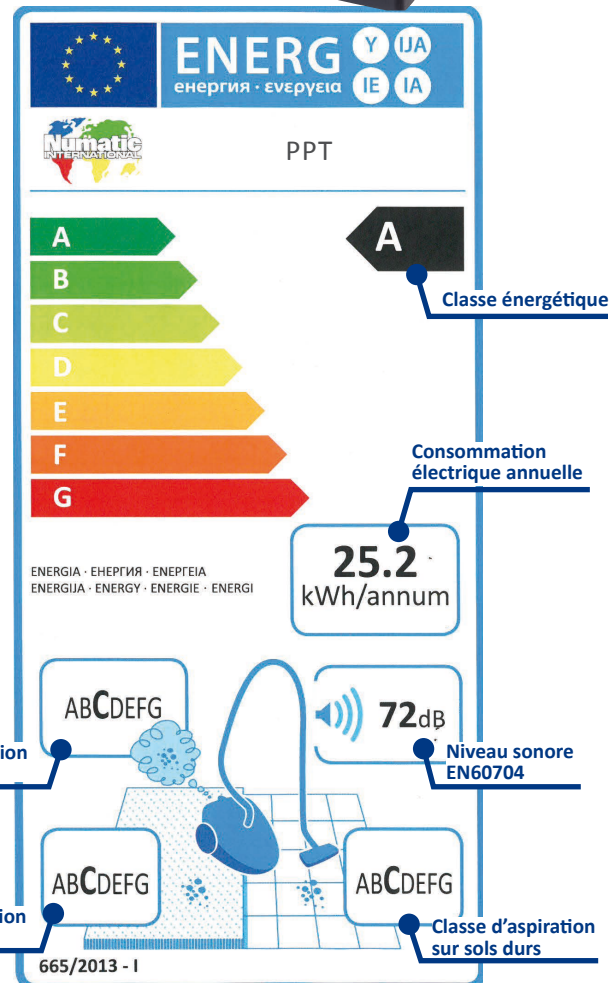 ENERG
Y IJA
IE IA
енергия · ενεργεια
Numatic
INTERNATIONAL
PPT
A
A
Classe énergétique
B
C
D
E
F
G
Consommation
électrique annuelle
25.2
kWh/annum
ENERGIA · ЕНЕРГИЯ · ΕΝΕΡΓΕΙΑ
ENERGIJA · ENERGY · ENERGIE · ENERGI
ABCDEFG
72dB
Niveau sonore
EN60704
ABCDEFG
ABCDEFG
Classe d'aspiration
sur sols durs
665/2013 - I